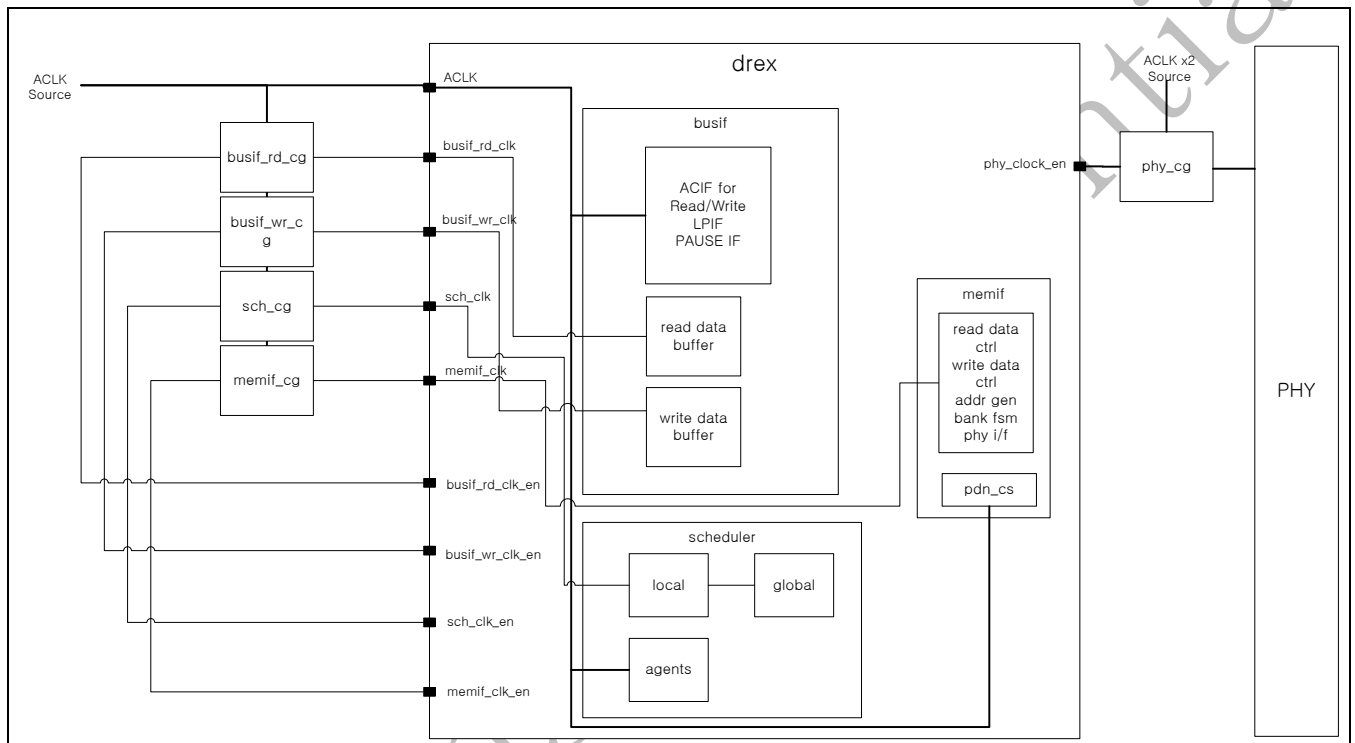 drex
ACLK
Source
ACLK
busif_rd_cg
busif_rd_clk
busif_wr_c
g
busif_wr_clk
sch_cg
sch_clk
memif_cg
memif_clk
busif_rd_clk_en
busif_wr_clk_en
sch_clk_en
memif_clk_en
busif
ACIF for
Read/Write
LPIF
PAUSE IF
read data
buffer
write data
buffer
scheduler
local
global
agents
memif
read data
ctrl
write data
ctrl
addr gen
bank fsm
phy i/f
pdn_cs
phy_clock_en
ACLK x2
Source
phy_cg
PHY
ntia